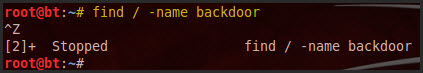 root@bt:~# find / -name backdoor
^Z
[2]+  Stopped                 find / -name backdoor
root@bt:~#